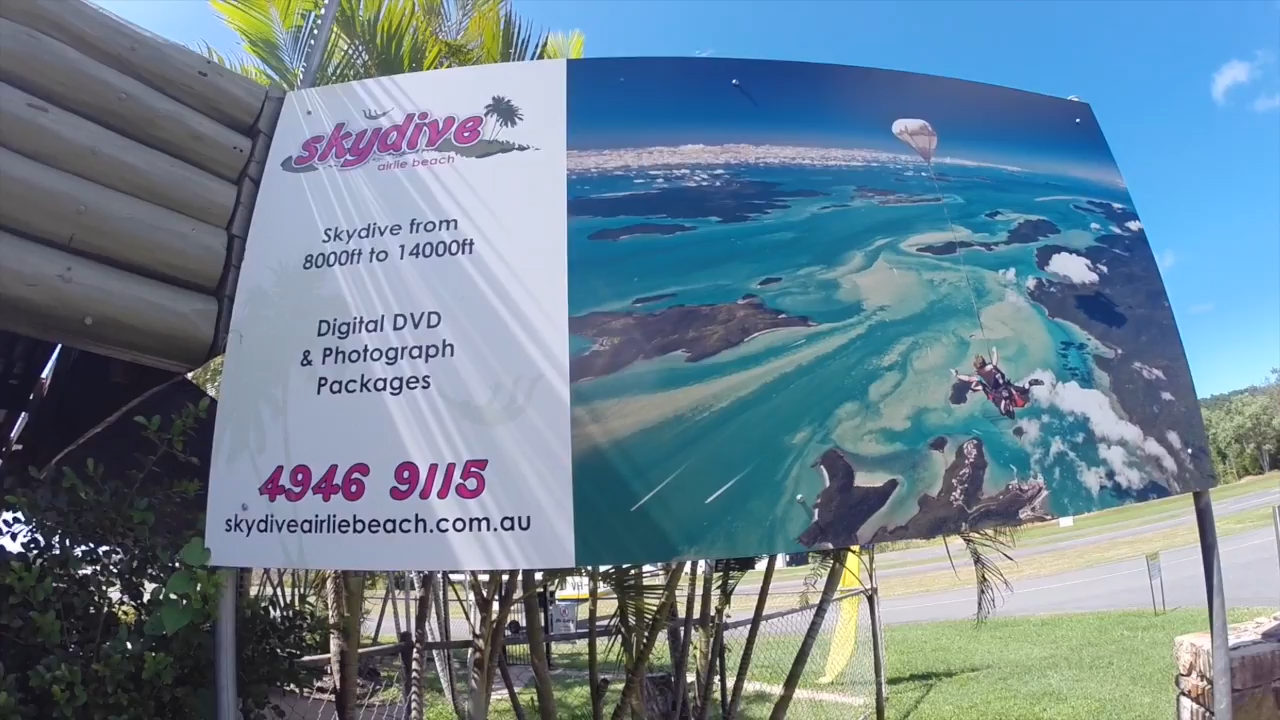 skydive
airlie beach
Skydive from
8000ft to 14000ft
Digital DVD
& Photograph
Packages
4946 9115
skydiveairliebeach.com.au